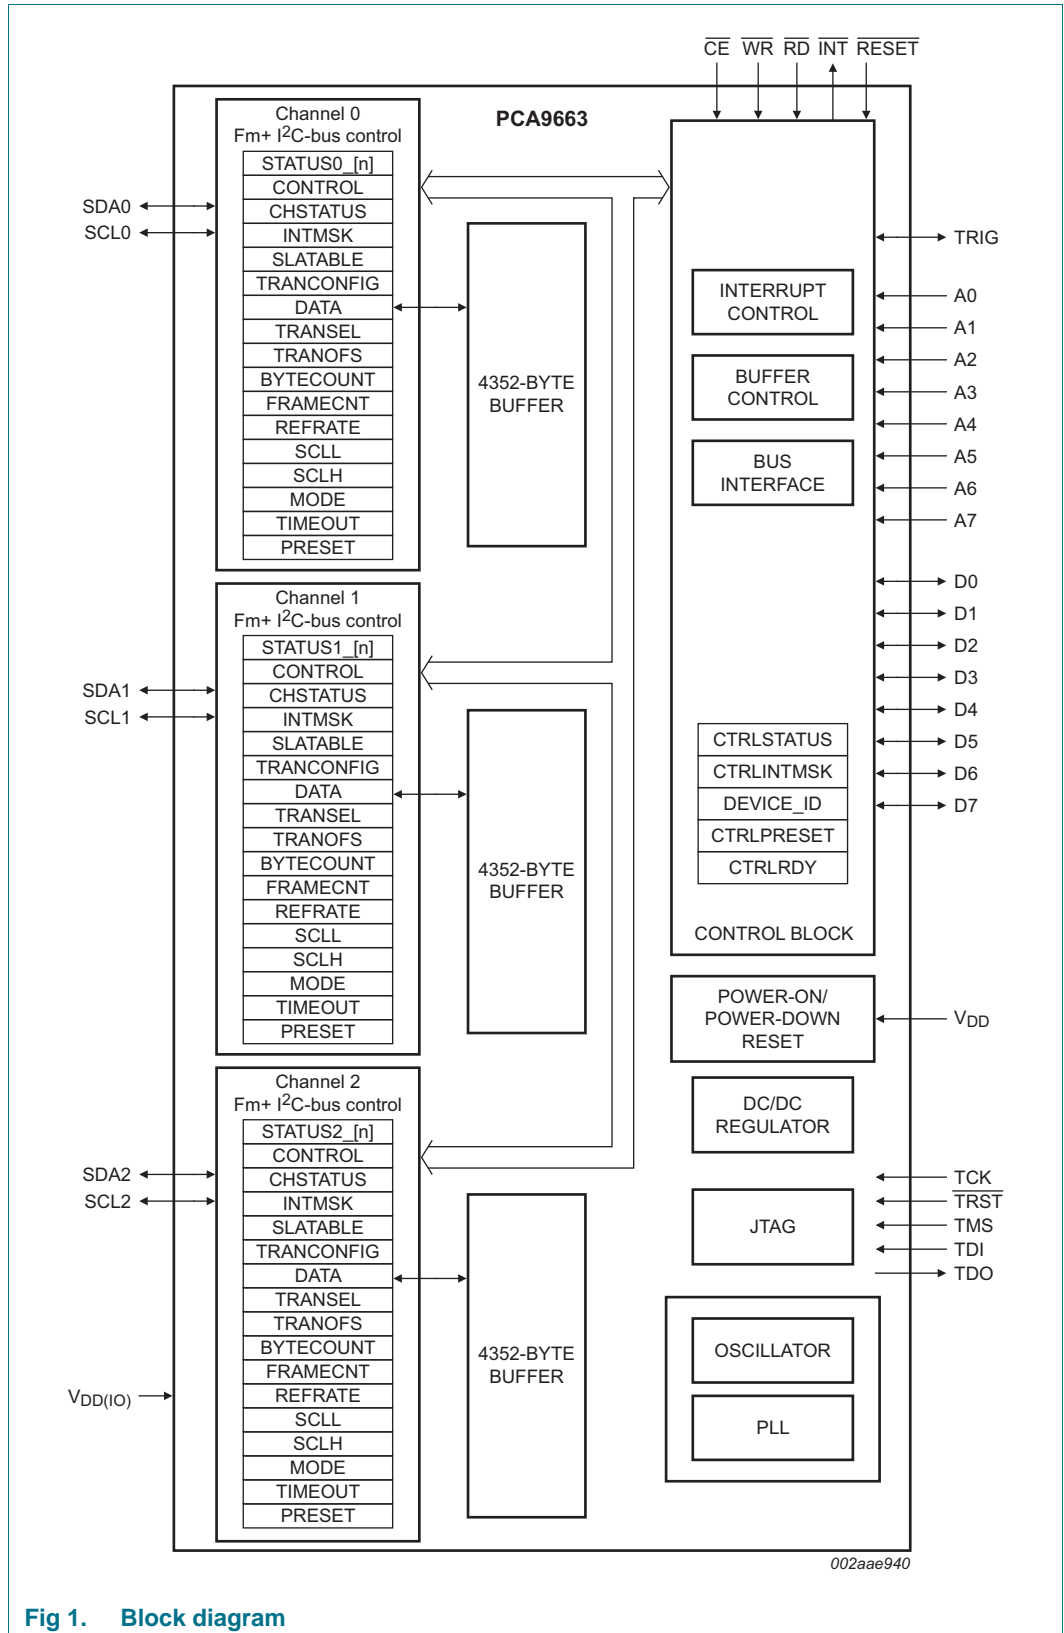 CE WR RD INT RESET
PCA9663
Channel 0
Fm+ I2C-bus control
STATUS0_[n]
CONTROL
CHSTATUS
INTMSK
SLATABLE
TRANCONFIG
DATA
TRANSEL
TRANOFS
BYTECOUNT
FRAMECNT
REFRATE
SCLL
SCLH
MODE
TIMEOUT
PRESET
SDA0
SCL0
4352-BYTE
BUFFER
Channel 1
Fm+ I2C-bus control
STATUS1_[n]
CONTROL
CHSTATUS
INTMSK
SLATABLE
TRANCONFIG
DATA
TRANSEL
TRANOFS
BYTECOUNT
FRAMECNT
REFRATE
SCLL
SCLH
MODE
TIMEOUT
PRESET
SDA1
SCL1
4352-BYTE
BUFFER
Channel 2
Fm+ I2C-bus control
STATUS2_[n]
CONTROL
CHSTATUS
INTMSK
SLATABLE
TRANCONFIG
DATA
TRANSEL
TRANOFS
BYTECOUNT
FRAMECNT
REFRATE
SCLL
SCLH
MODE
TIMEOUT
PRESET
SDA2
SCL2
VDD(IO)
4352-BYTE
BUFFER
INTERRUPT
CONTROL
BUFFER
CONTROL
BUS
INTERFACE
CTRLSTATUS
CTRLINTMSK
DEVICE_ID
CTRLPRESET
CTRLRDY
CONTROL BLOCK
TRIG
A0
A1
A2
A3
A4
A5
A6
A7
D0
D1
D2
D3
D4
D5
D6
D7
POWER-ON/
POWER-DOWN
RESET
VDD
DC/DC
REGULATOR
JTAG
TCK
TRST
TMS
TDI
TDO
OSCILLATOR
PLL
002aae940
Fig 1. Block diagram